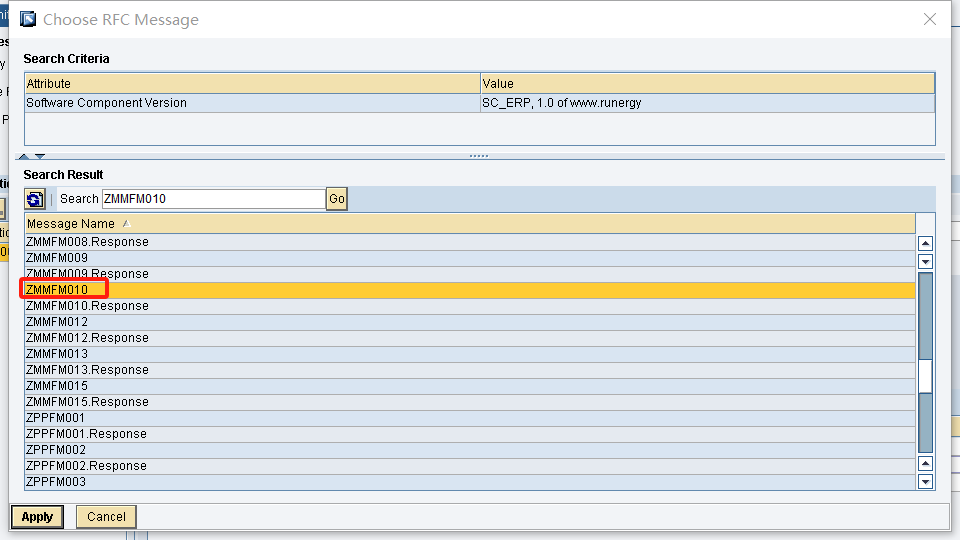 Choose RFC Message
Search Criteria
Attribute Value
Software Component Version SC_ERP, 1.0 of www.runergy
Search Result
Search ZMMFM010 Go
Message Name
ZMMFM008.Response
ZMMFM009
ZMMFM009.Response
ZMMFM010
ZMMFM010.Response
ZMMFM012
ZMMFM012.Response
ZMMFM013
ZMMFM013.Response
ZMMFM015
ZMMFM015.Response
ZPPFM001
ZPPFM001.Response
ZPPFM002
ZPPFM002.Response
ZPPFM003
Apply Cancel